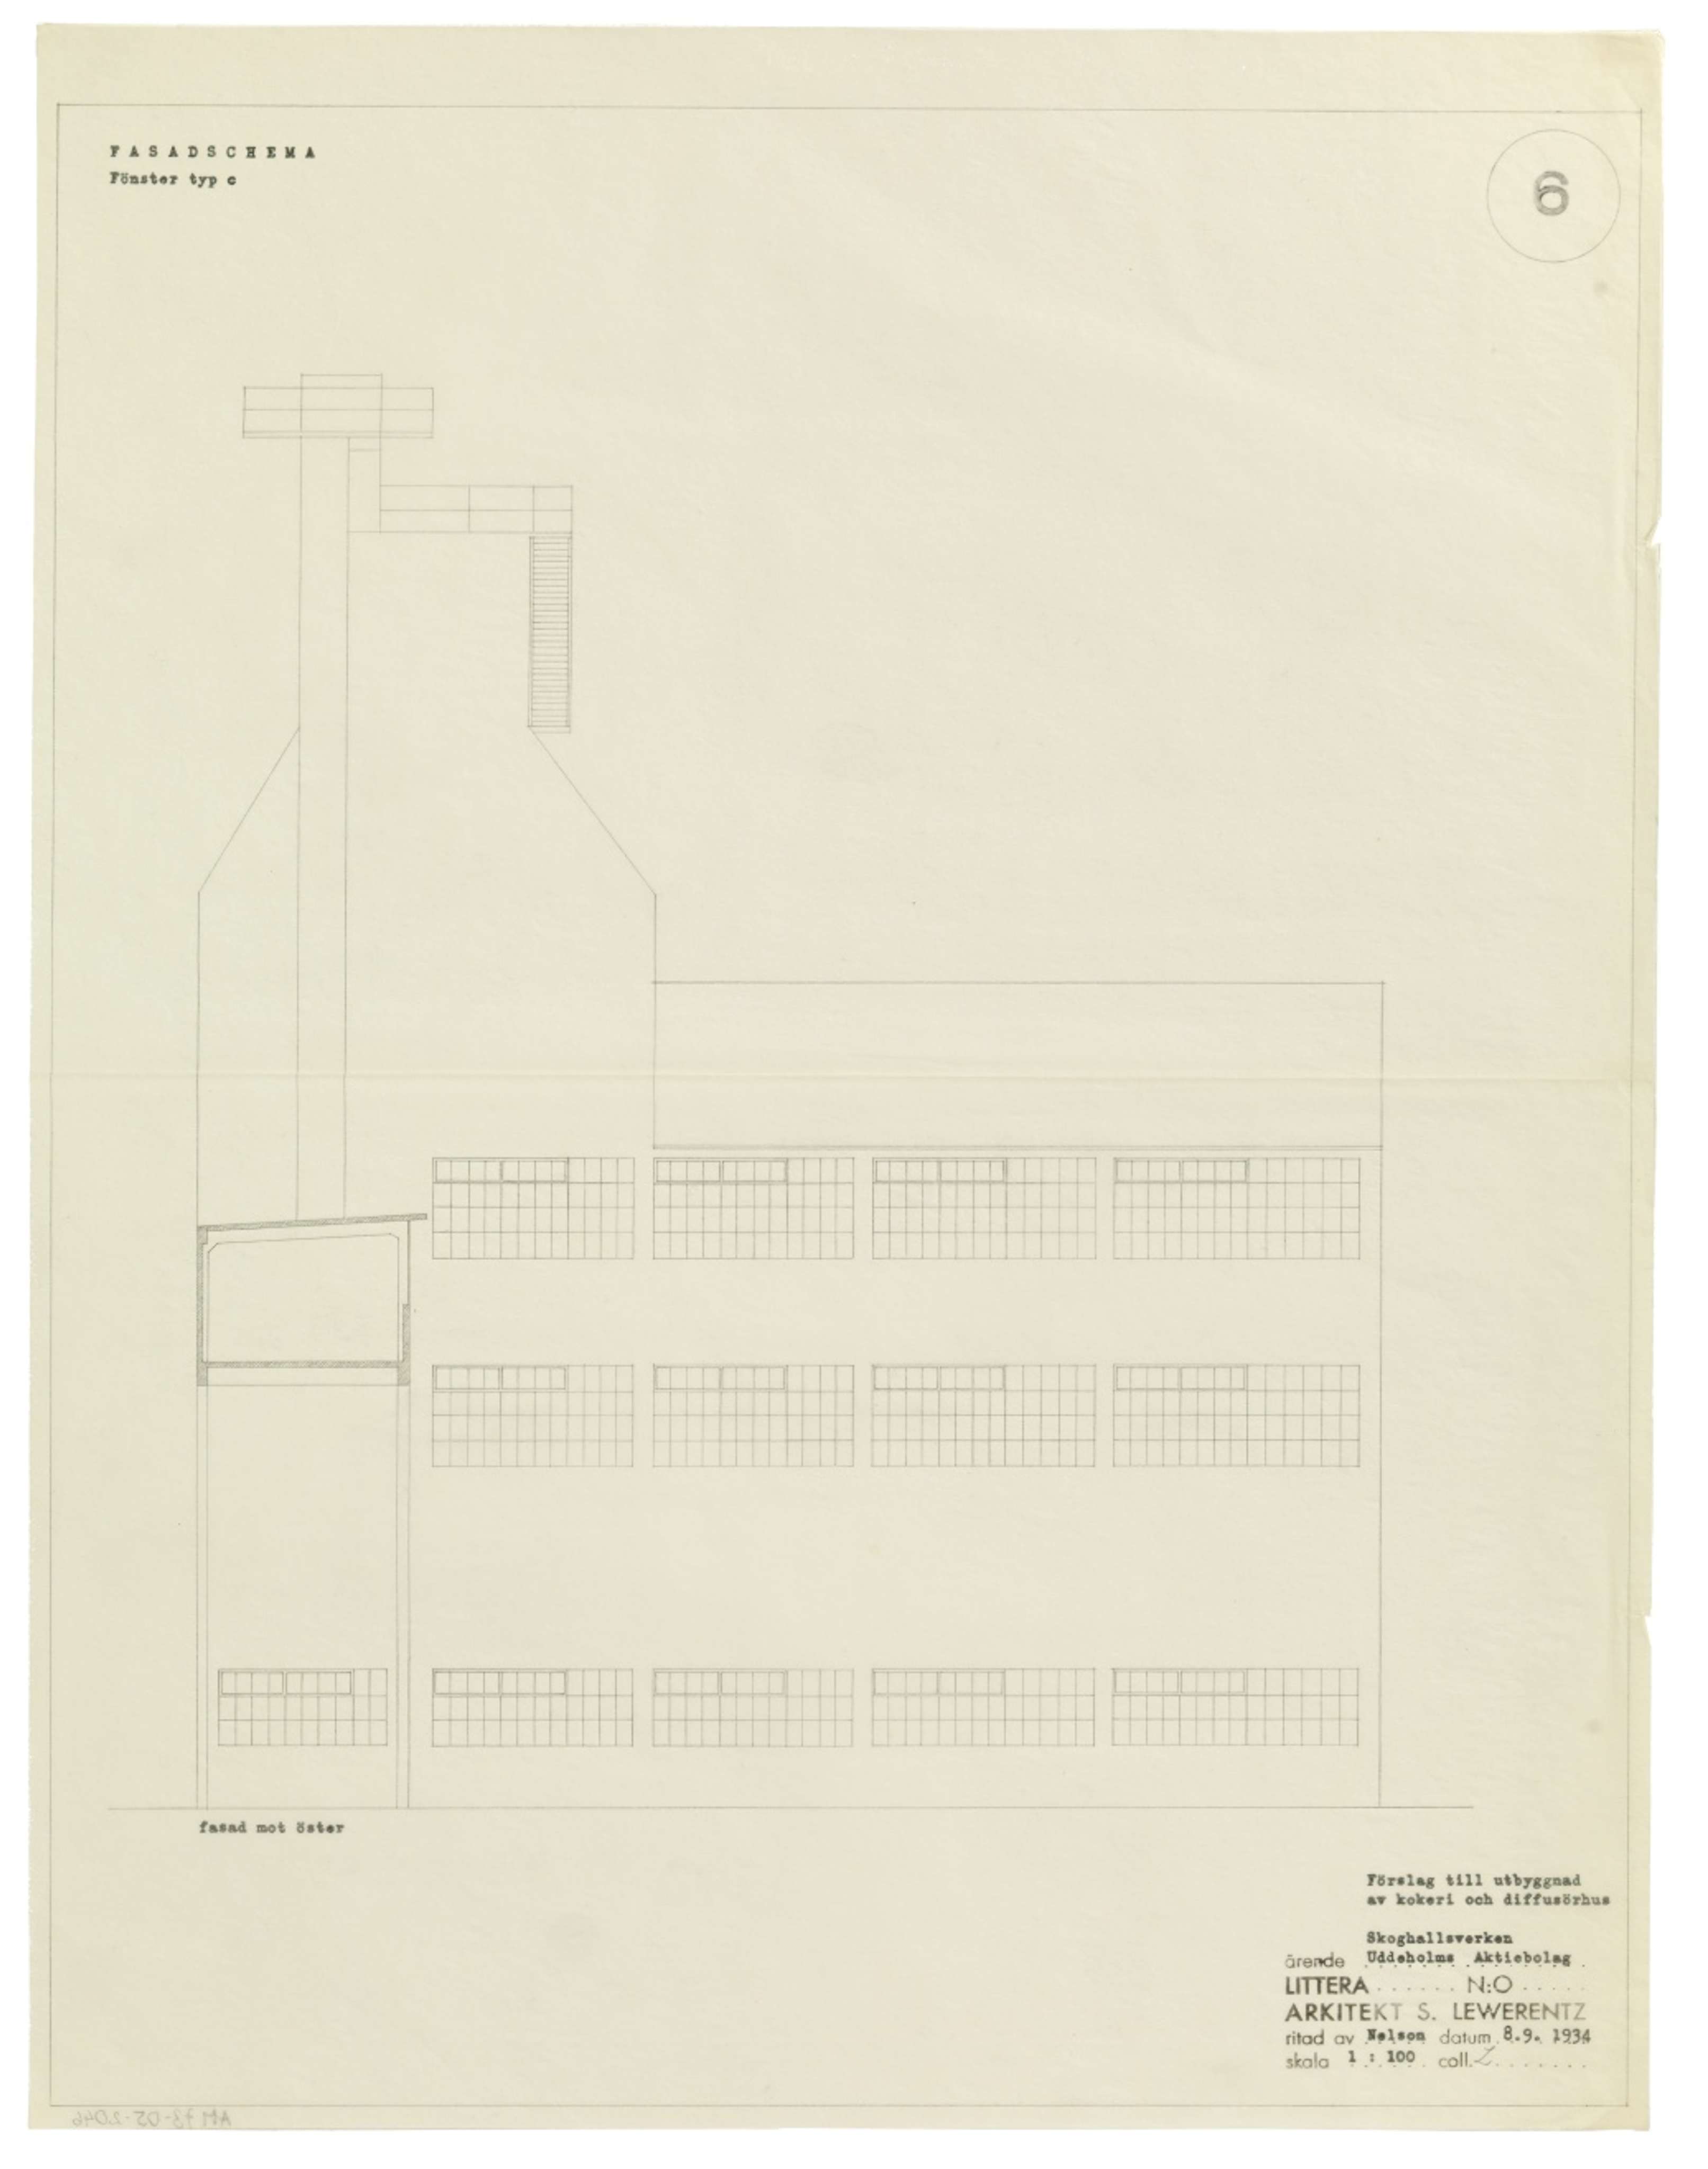 FASADSCHEMA
Fönster typ c
6
fasad mot öster
Förslag till utbyggnad
av kokeri och diffusörhus
Skoghallsverken
ärende Uddeholms Aktiebolag
LITTERA . . . . . . N:O . . . . .
ARKITEKT S. LEWERENTZ
ritad av Nelson datum 8.9. 1934
skala 1 : 100 coll. . . . . . .
AM 73-05-2046